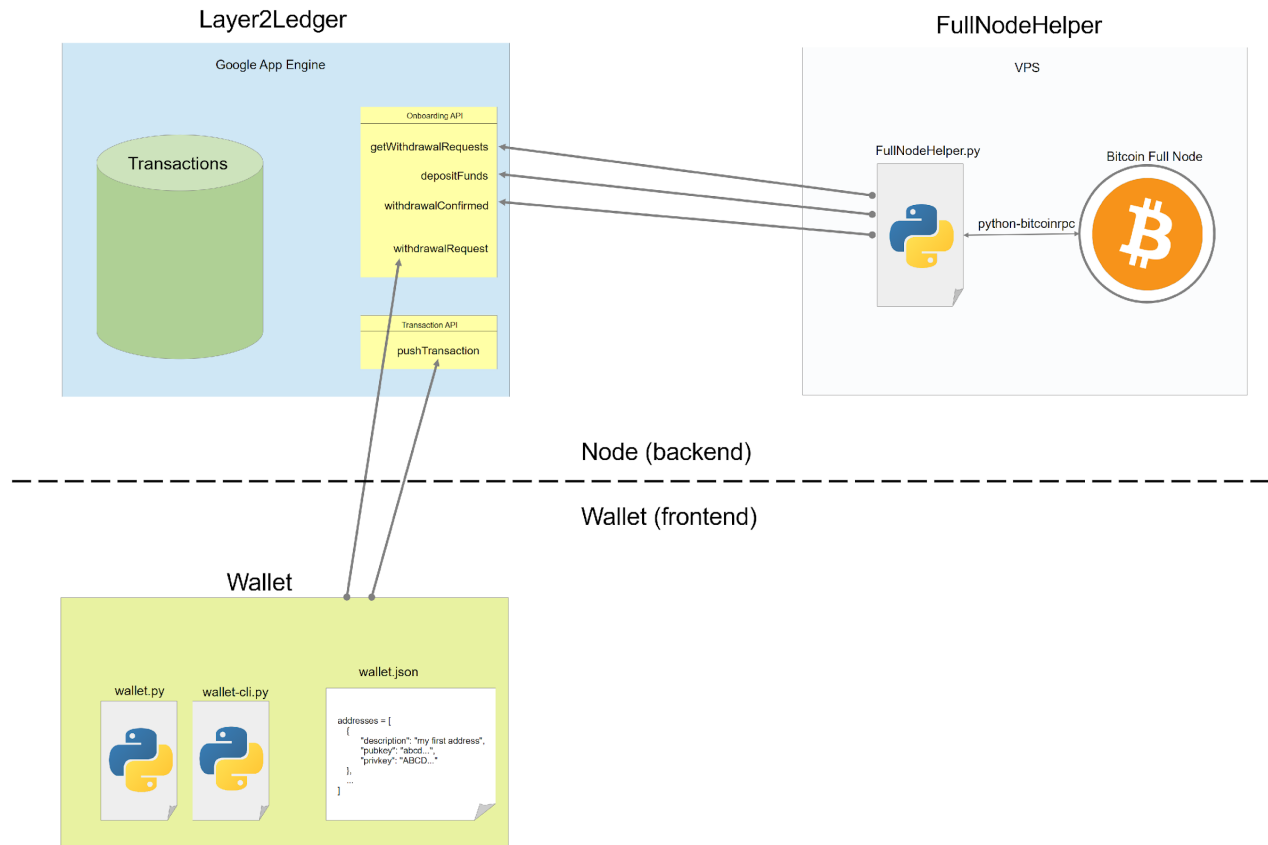 Layer2Ledger
Google App Engine
Transactions
Onboarding API
getWithdrawalRequests
depositFunds
withdrawalConfirmed
withdrawalRequest
Transaction API
pushTransaction
FullNodeHelper
VPS
FullNodeHelper.py
python-bitcoinrpc
Bitcoin Full Node
Node (backend)
Wallet (frontend)
Wallet
wallet.py
wallet-cli.py
wallet.json
addresses = [
{
"description": "my first address",
"pubkey": "abcd...",
"privkey": "ABCD..."
},
...
]